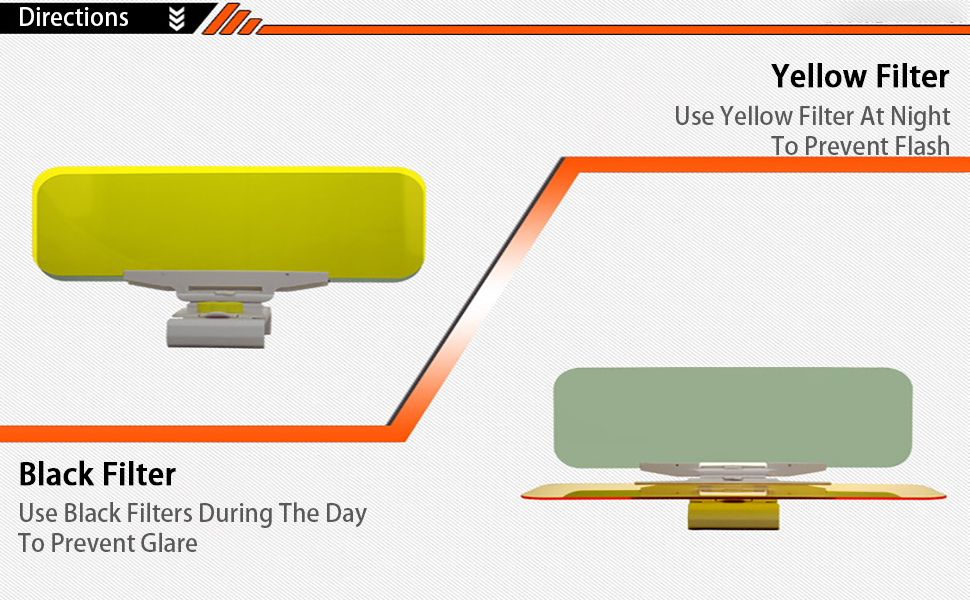 Directions
Yellow Filter
Use Yellow Filter At Night
To Prevent Flash
Black Filter
Use Black Filters During The Day
To Prevent Glare